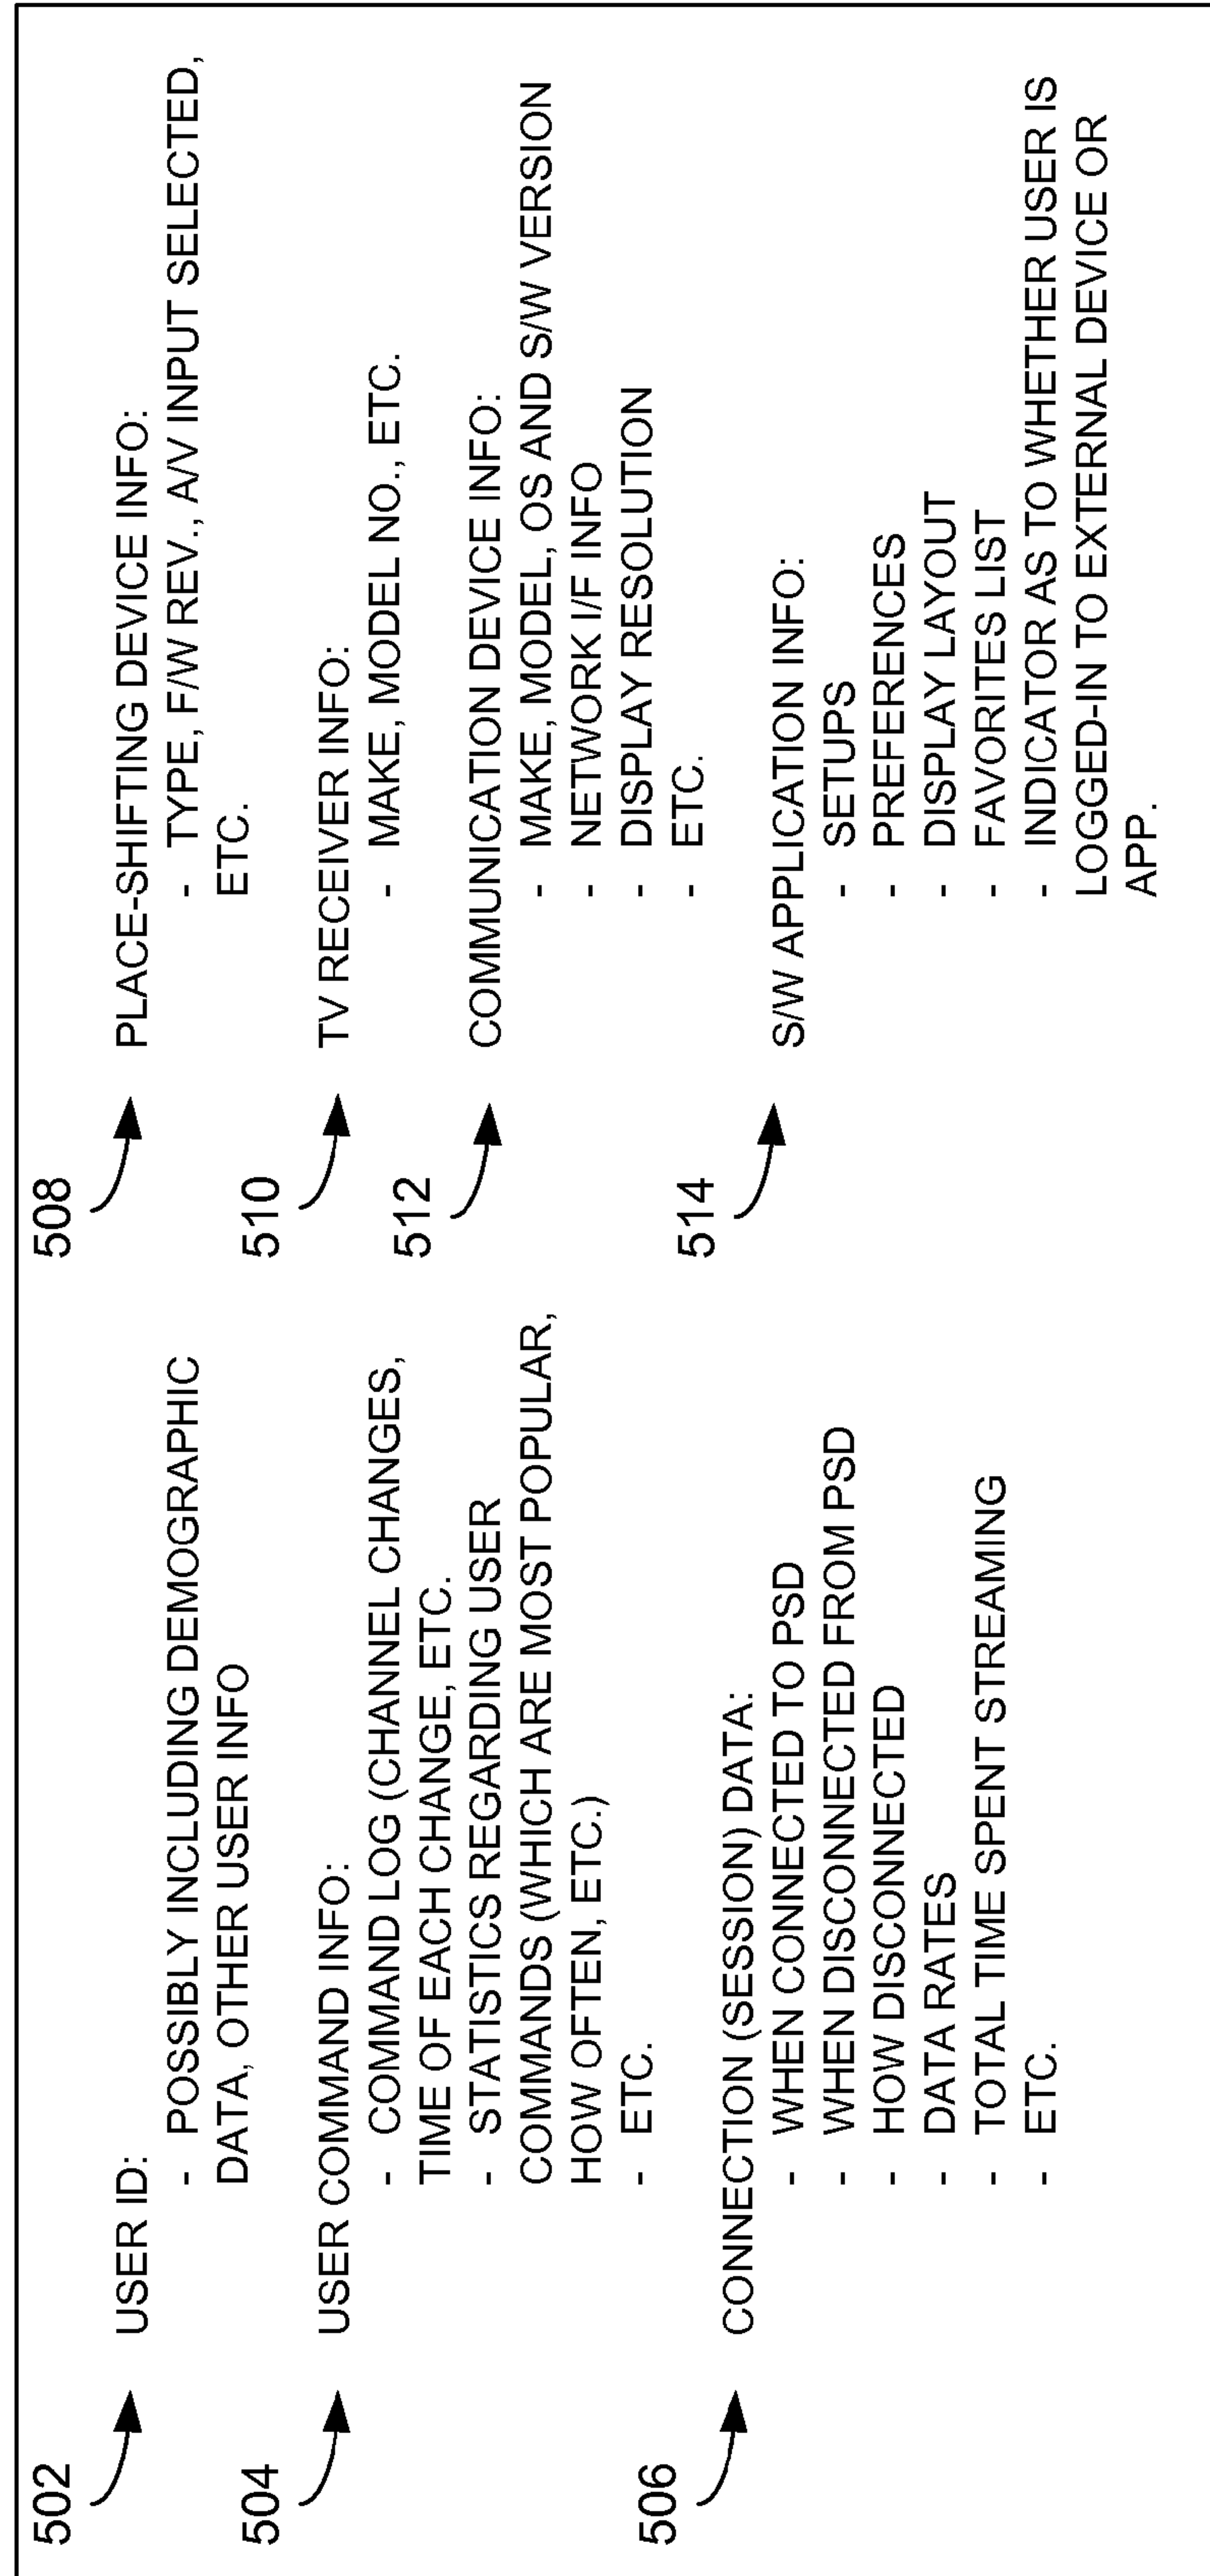 502
USER ID:
- POSSIBLY INCLUDING DEMOGRAPHIC
DATA, OTHER USER INFO
504
USER COMMAND INFO:
- COMMAND LOG (CHANNEL CHANGES,
TIME OF EACH CHANGE, ETC.
- STATISTICS REGARDING USER
COMMANDS (WHICH ARE MOST POPULAR,
HOW OFTEN, ETC.)
- ETC.
506
CONNECTION (SESSION) DATA:
- WHEN CONNECTED TO PSD
- WHEN DISCONNECTED FROM PSD
- HOW DISCONNECTED
- DATA RATES
- TOTAL TIME SPENT STREAMING
- ETC.
508
PLACE-SHIFTING DEVICE INFO:
- TYPE, F/W REV., A/V INPUT SELECTED,
ETC.
510
TV RECEIVER INFO:
- MAKE, MODEL NO., ETC.
512
COMMUNICATION DEVICE INFO:
- MAKE, MODEL, OS AND S/W VERSION
- NETWORK I/F INFO
- DISPLAY RESOLUTION
- ETC.
514
S/W APPLICATION INFO:
- SETUPS
- PREFERENCES
- DISPLAY LAYOUT
- FAVORITES LIST
- INDICATOR AS TO WHETHER USER IS
LOGGED-IN TO EXTERNAL DEVICE OR
APP.